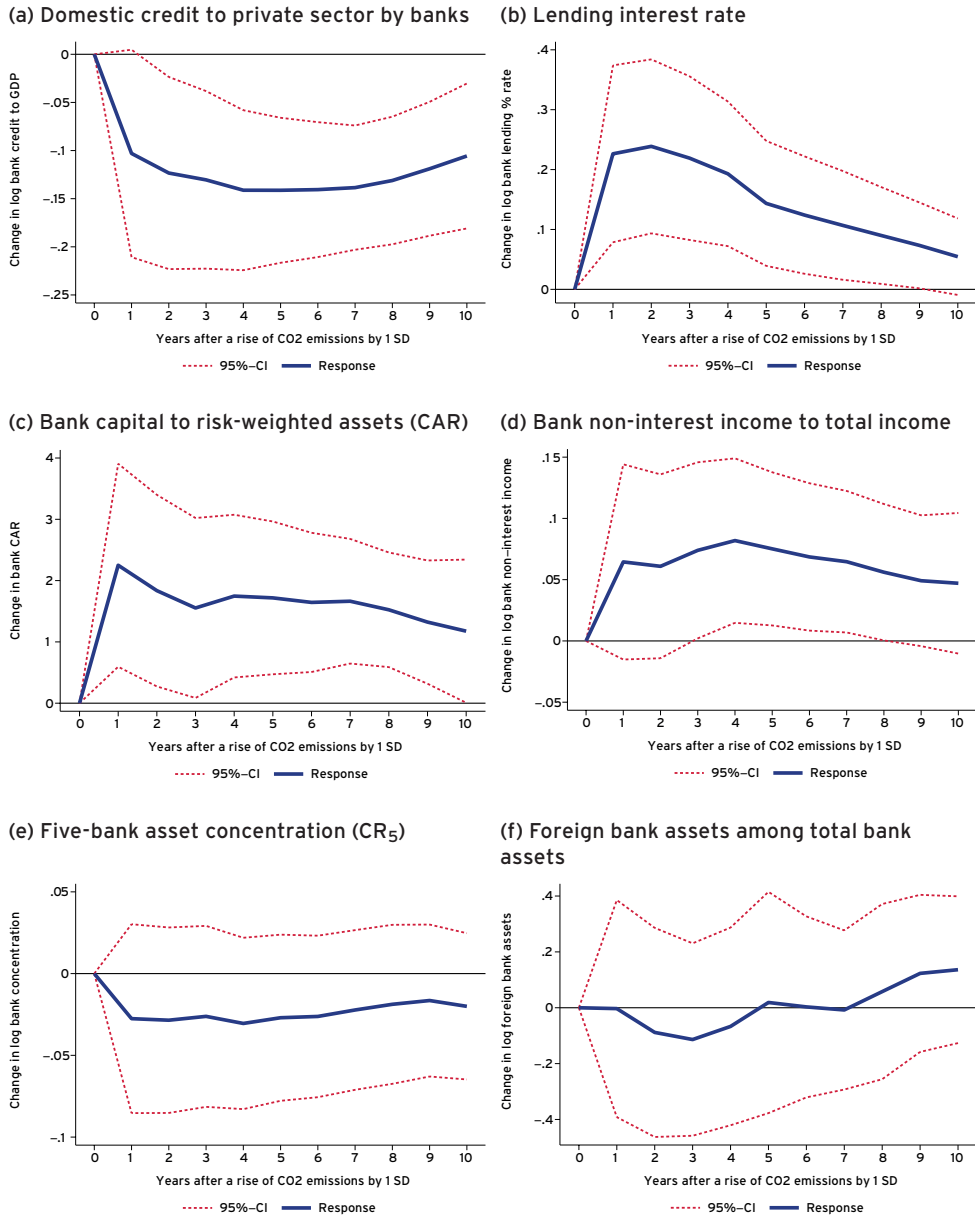 (a) Domestic credit to private sector by banks
Change in log bank credit to GDP
0
–.05
–.1
–.15
–.2
–.25
0 1 2 3 4 5 6 7 8 9 10
Years after a rise of CO2 emissions by 1 SD
95%–CI Response
(b) Lending interest rate
Change in log bank lending % rate
.4
.3
.2
.1
0
0 1 2 3 4 5 6 7 8 9 10
Years after a rise of CO2 emissions by 1 SD
95%–CI Response
(c) Bank capital to risk-weighted assets (CAR)
Change in bank CAR
4
3
2
1
0
0 1 2 3 4 5 6 7 8 9 10
Years after a rise of CO2 emissions by 1 SD
95%–CI Response
(d) Bank non-interest income to total income
Change in log bank non–interest income
.15
.1
.05
0
–.05
0 1 2 3 4 5 6 7 8 9 10
Years after a rise of CO2 emissions by 1 SD
95%–CI Response
(e) Five-bank asset concentration (CR5)
Change in log bank concentration
.05
0
–.05
–.1
0 1 2 3 4 5 6 7 8 9 10
Years after a rise of CO2 emissions by 1 SD
95%–CI Response
(f) Foreign bank assets among total bank
assets
Change in log foreign bank assets
.4
.2
0
–.2
–.4
0 1 2 3 4 5 6 7 8 9 10
Years after a rise of CO2 emissions by 1 SD
95%–CI Response